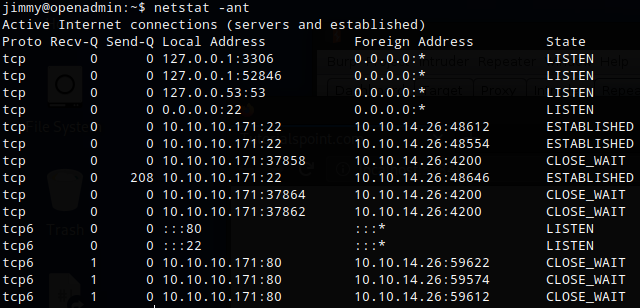 jimmy@openadmin:~$ netstat -ant
Active Internet connections (servers and established)
Proto Recv-Q Send-Q Local Address Foreign Address State
tcp 0 0 127.0.0.1:3306 0.0.0.0:* LISTEN
tcp 0 0 127.0.0.1:52846 0.0.0.0:* LISTEN
tcp 0 0 127.0.0.53:53 0.0.0.0:* LISTEN
tcp 0 0 0.0.0.0:22 0.0.0.0:* LISTEN
tcp 0 0 10.10.10.171:22 10.10.14.26:48612 ESTABLISHED
tcp 0 0 10.10.10.171:22 10.10.14.26:48554 ESTABLISHED
tcp 0 0 10.10.10.171:37858 10.10.14.26:4200 CLOSE_WAIT
tcp 0 208 10.10.10.171:22 10.10.14.26:48646 ESTABLISHED
tcp 0 0 10.10.10.171:37864 10.10.14.26:4200 CLOSE_WAIT
tcp 0 0 10.10.10.171:37862 10.10.14.26:4200 CLOSE_WAIT
tcp6 0 0 :::80 :::* LISTEN
tcp6 0 0 :::22 :::* LISTEN
tcp6 1 0 10.10.10.171:80 10.10.14.26:59622 CLOSE_WAIT
tcp6 1 0 10.10.10.171:80 10.10.14.26:59574 CLOSE_WAIT
tcp6 1 0 10.10.10.171:80 10.10.14.26:59612 CLOSE_WAIT